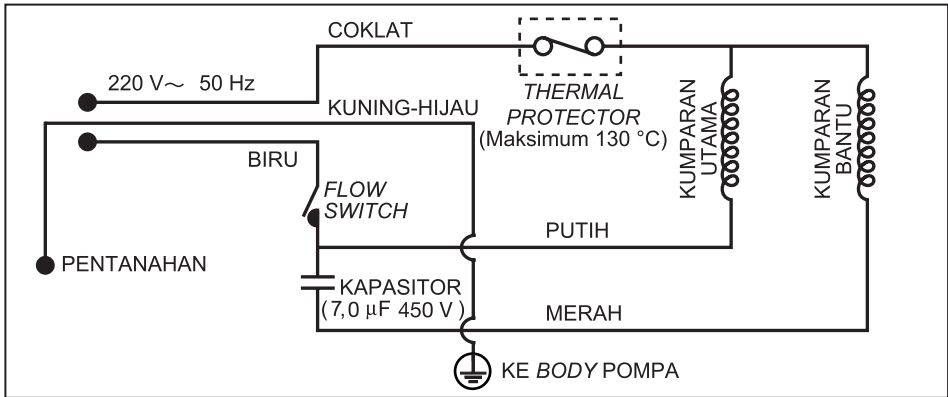 COKLAT
220 V～ 50 Hz
THERMAL
PROTECTOR
(Maksimum 130 °C)
KUNING-HIJAU
KUMPARAN
UTAMA
KUMPARAN
BANTU
BIRU
FLOW
SWITCH
PUTIH
PENTANAHAN
KAPASITOR
(7,0 µF 450 V)
MERAH
KE BODY POMPA